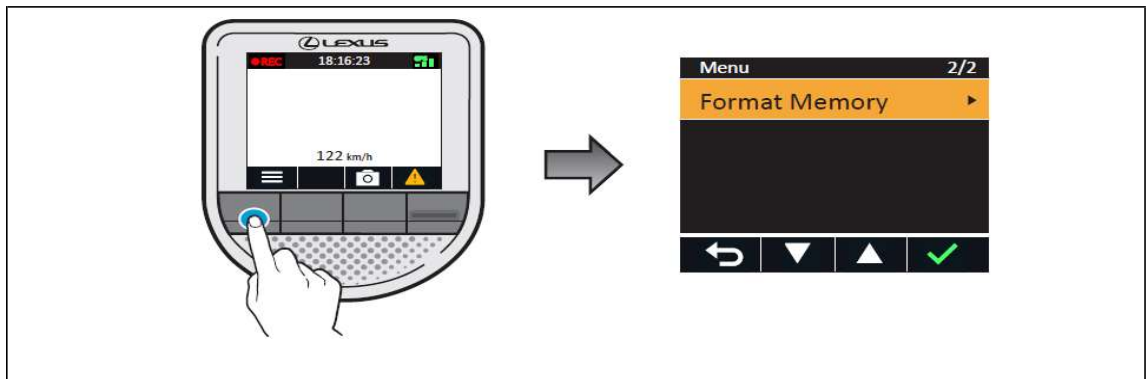 LEXUS
REC 18:16:23
122 km/h
Menu 2/2
Format Memory